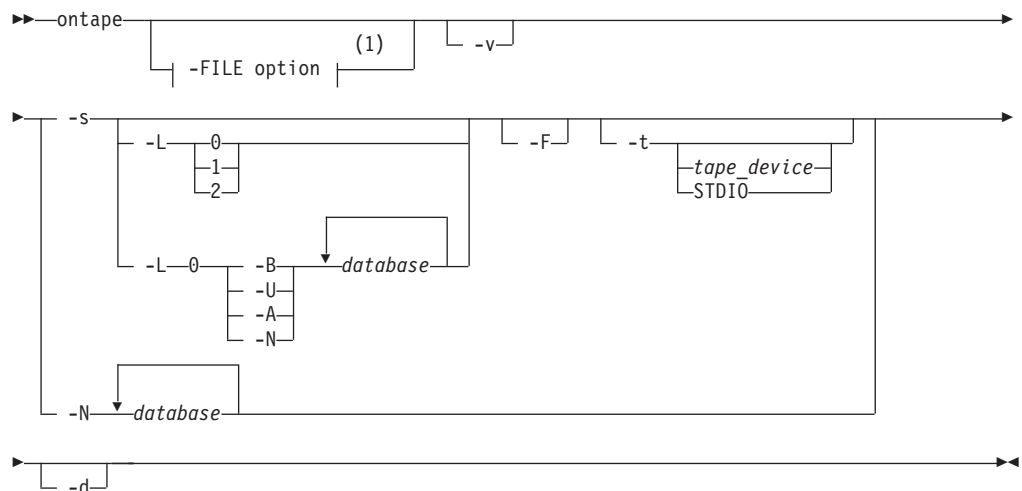 ontape
(1)
-FILE option
-v
-s
-L 0
1
2
-F
-t
tape_device
STDIO
-L 0 -B database
-U
-A
-N
-N database
-d